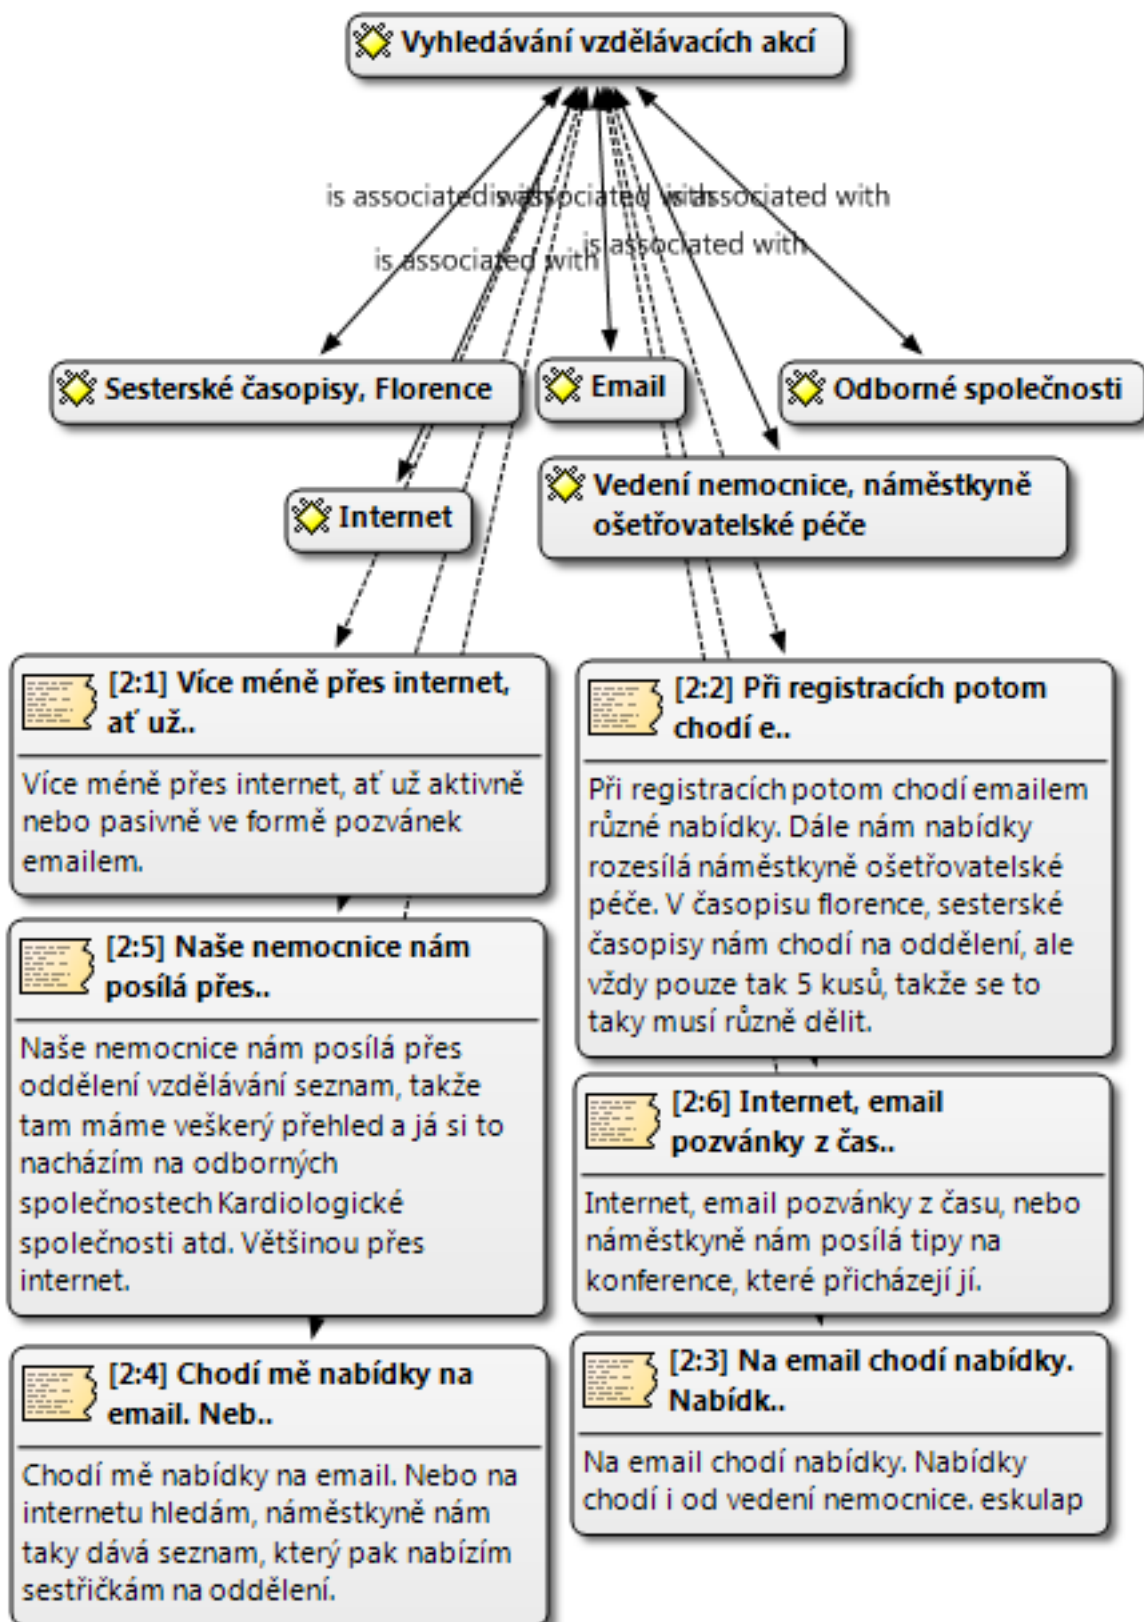 Vyhledávání vzdělávacích akcí
is associated with
is associated with
is associated with
is associated with
is associated with
Sesterské časopisy, Florence
Email
Odborné společnosti
Internet
Vedení nemocnice, náměstkyně
ošetřovatelské péče
[2:1] Více méně přes internet,
ať už..
Více méně přes internet, ať už aktivně
nebo pasivně ve formě pozvánek
emailem.
[2:2] Při registracích potom
chodí e..
Při registracích potom chodí emailem
různé nabídky. Dále nám nabídky
rozesílá náměstkyně ošetřovatelské
péče. V časopisu florence, sesterské
časopisy nám chodí na oddělení, ale
vždy pouze tak 5 kusů, takže se to
taky musí různě dělit.
[2:5] Naše nemocnice nám
posílá přes..
Naše nemocnice nám posílá přes
oddělení vzdělávání seznam, takže
tam máme veškerý přehled a já si to
nacházím na odborných
společnostech Kardiologické
společnosti atd. Většinou přes
internet.
[2:6] Internet, email
pozvánky z čas..
Internet, email pozvánky z času, nebo
náměstkyně nám posílá tipy na
konference, které přicházejí jí.
[2:4] Chodí mě nabídky na
email. Neb..
Chodí mě nabídky na email. Nebo na
internetu hledám, náměstkyně nám
taky dává seznam, který pak nabízím
sestřičkám na oddělení.
[2:3] Na email chodí nabídky.
Nabídk..
Na email chodí nabídky. Nabídky
chodí i od vedení nemocnice. eskulap